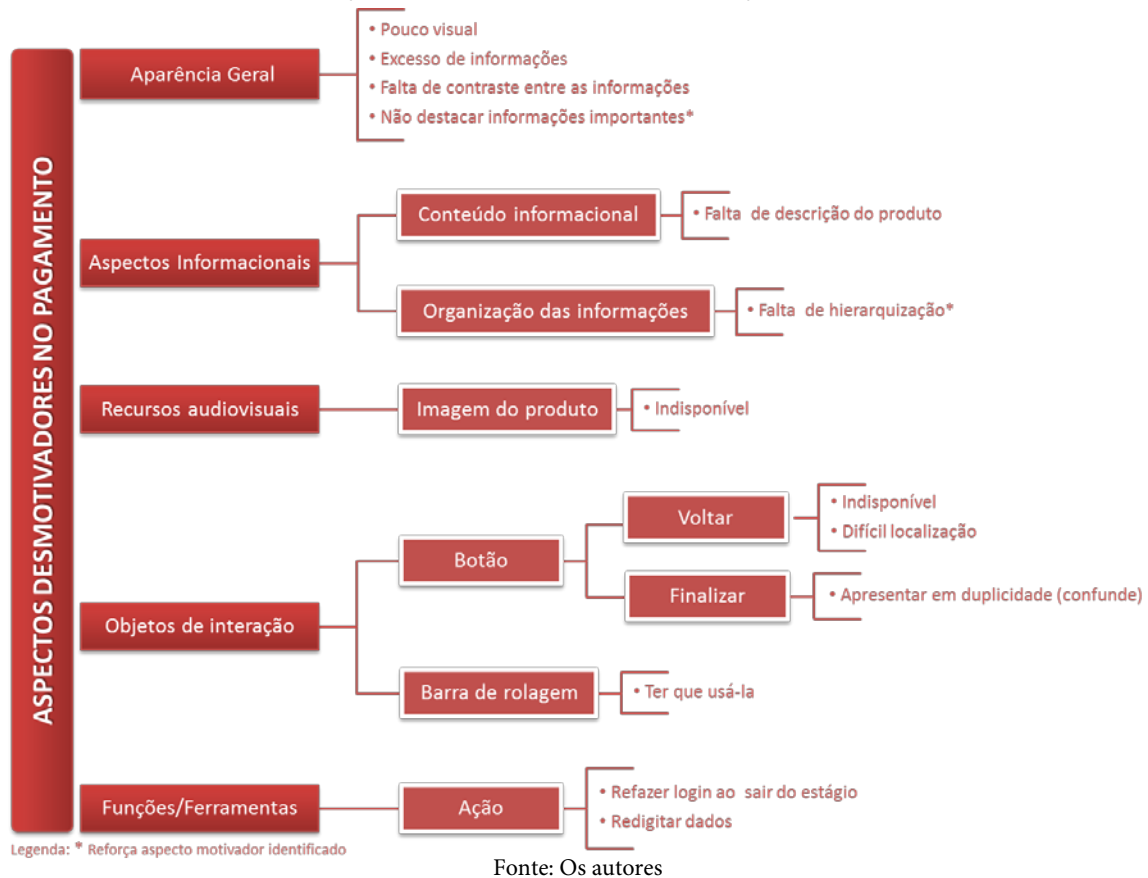 ASPECTOS DESMOTIVADORES NO PAGAMENTO
Aparência Geral
• Pouco visual
• Excesso de informações
• Falta de contraste entre as informações
• Não destacar informações importantes*
Aspectos Informacionais
Conteúdo informacional
• Falta de descrição do produto
Organização das informações
• Falta de hierarquização*
Recursos audiovisuais
Imagem do produto
• Indisponível
Objetos de interação
Botão
Voltar
• Indisponível
• Difícil localização
Finalizar
• Apresentar em duplicidade (confunde)
Barra de rolagem
• Ter que usá-la
Funções/Ferramentas
Ação
• Refazer login ao sair do estágio
• Redigitar dados
Legenda: * Reforça aspecto motivador identificado
Fonte: Os autores